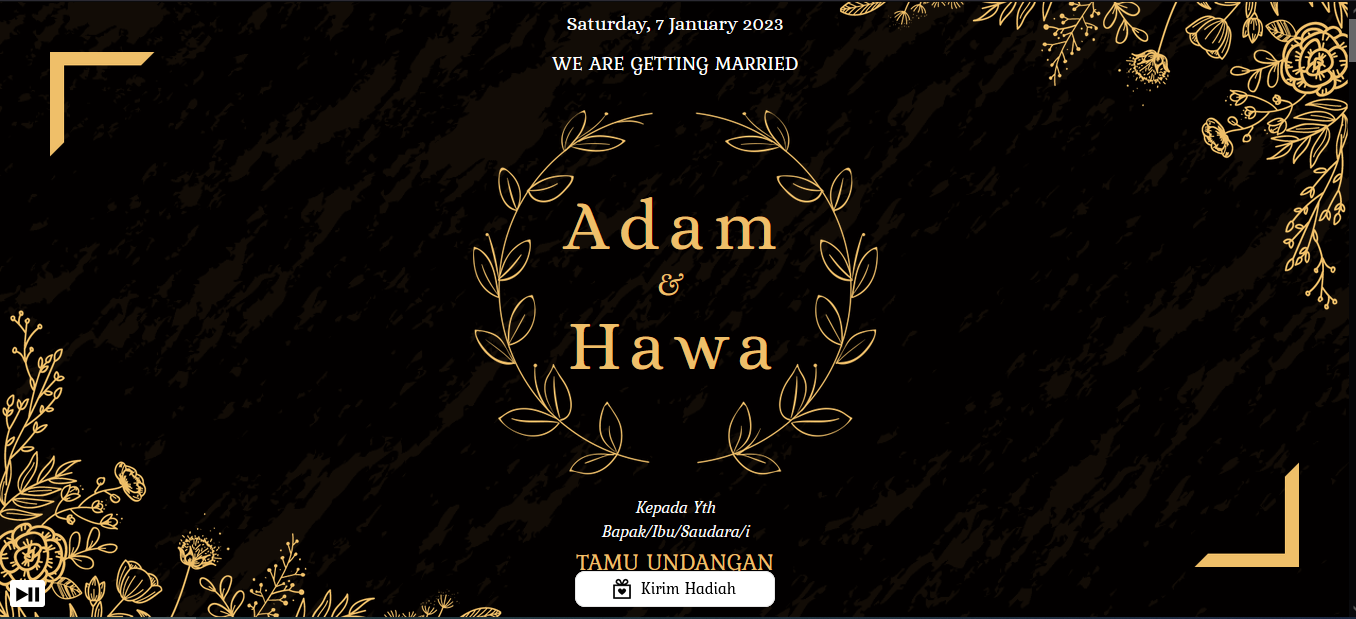 Saturday, 7 January 2023
WE ARE GETTING MARRIED
Adam
&
Hawa
Kepada Yth
Bapak/Ibu/Saudara/i
TAMU UNDANGAN
Kirim Hadiah